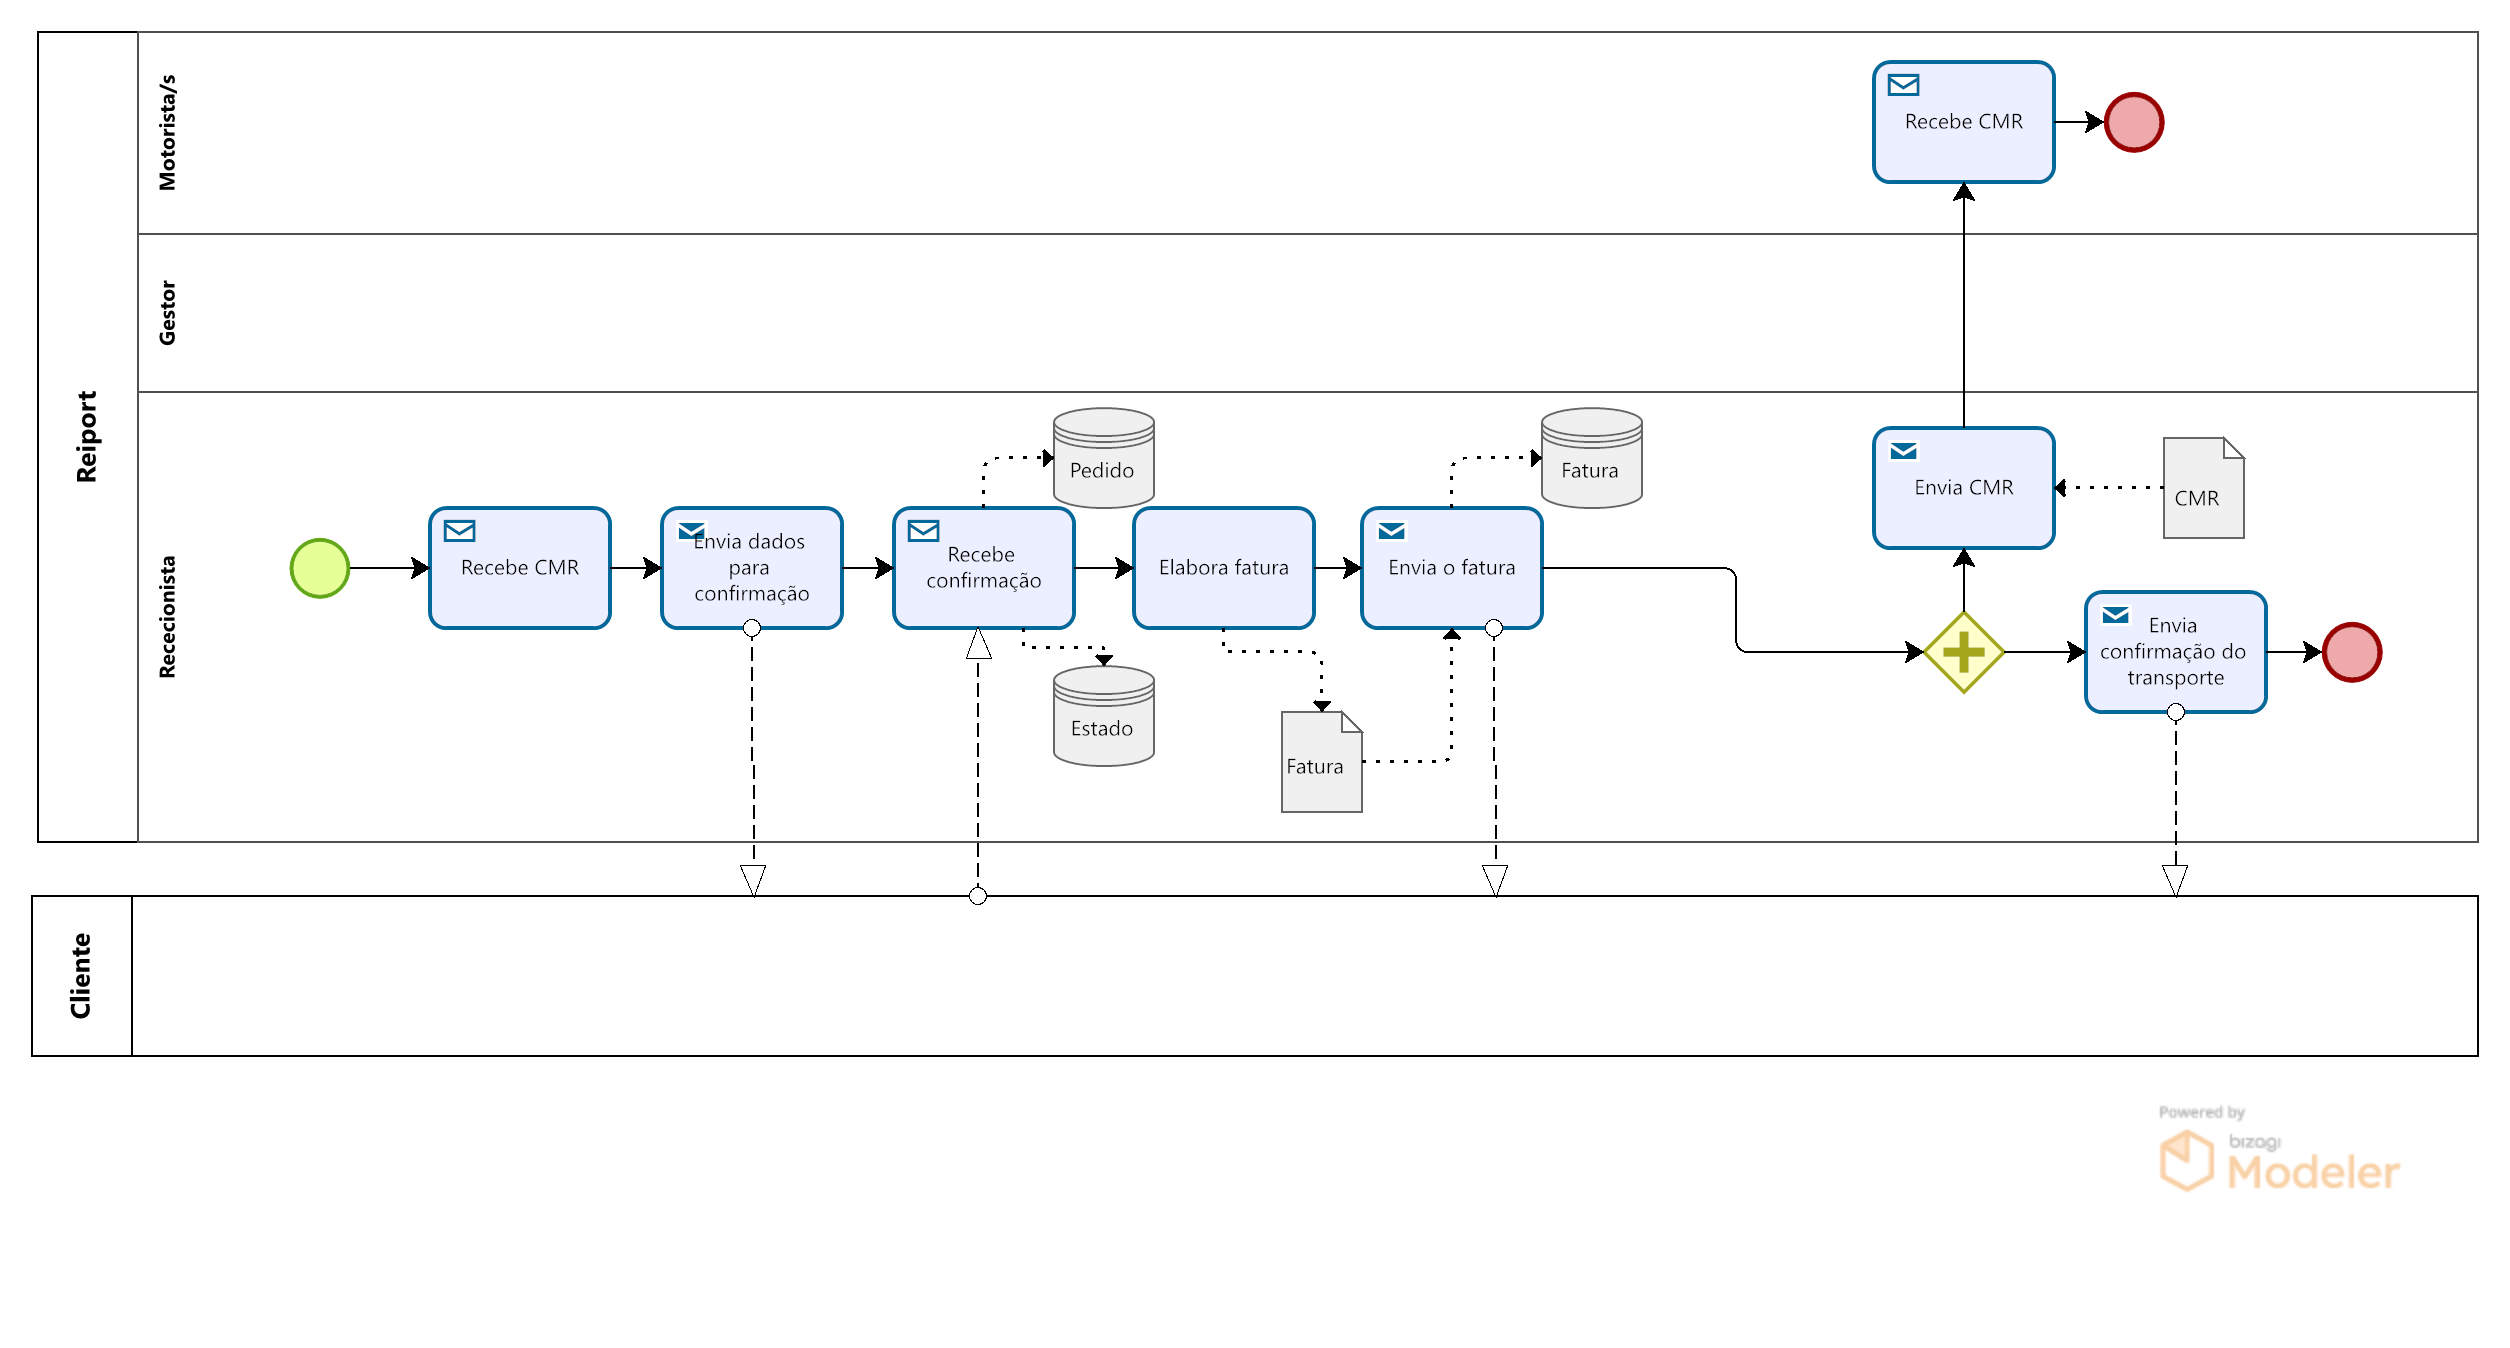 Reiport
Motorista/s
Recebe CMR
Gestor
Rececionista
Recebe CMR
Envia dados
para
confirmação
Recebe
confirmação
Pedido
Estado
Elabora fatura
Fatura
Envia o fatura
Fatura
Envia CMR
CMR
Envia
confirmação do
transporte
Cliente
Powered by
bizagi
Modeler